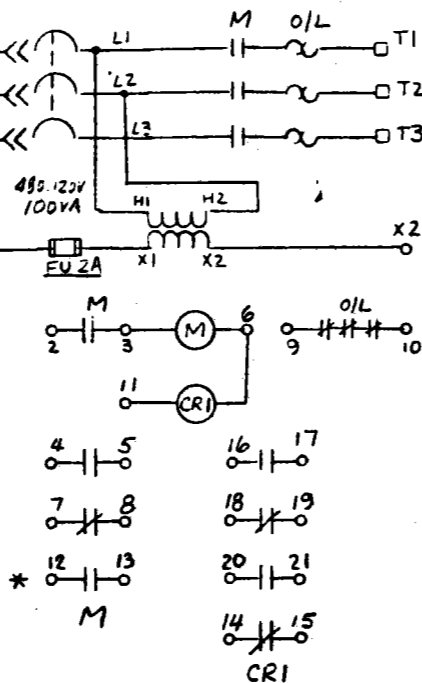 M O/L
L1 T1
L2 T2
L3 T3
480.120V
100VA
H1 H2
X2
FU 2A X1 X2
M 6 O/L
2 3 M 9 10
11
CR1
4 5 16 17
7 8 18 19
* 12 13 20 21
M 14 15
CR1